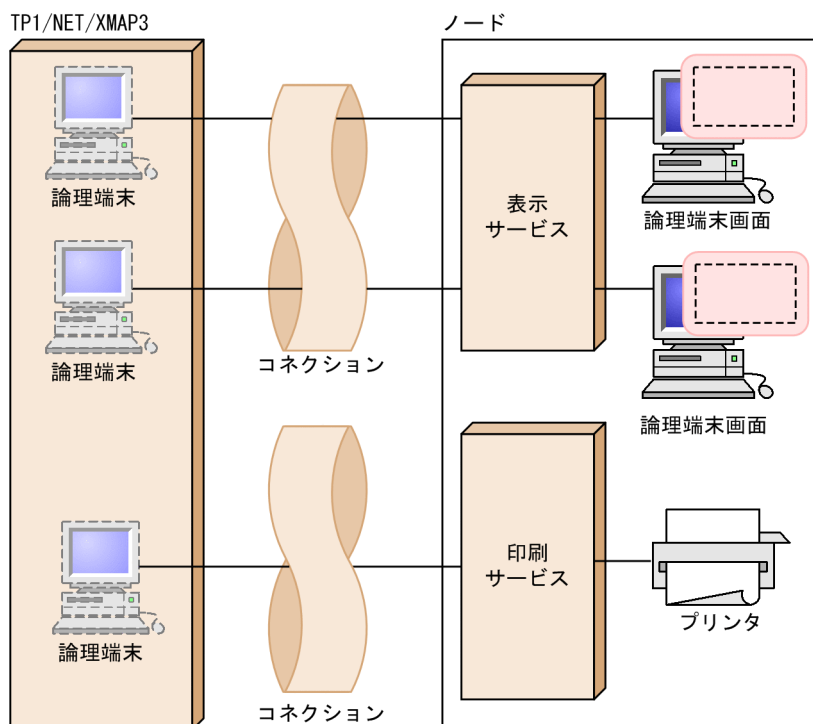 TP1/NET/XMAP3
ノード
論理端末
表示
サービス
論理端末画面
論理端末
コネクション
論理端末画面
印刷
サービス
プリンタ
論理端末
コネクション